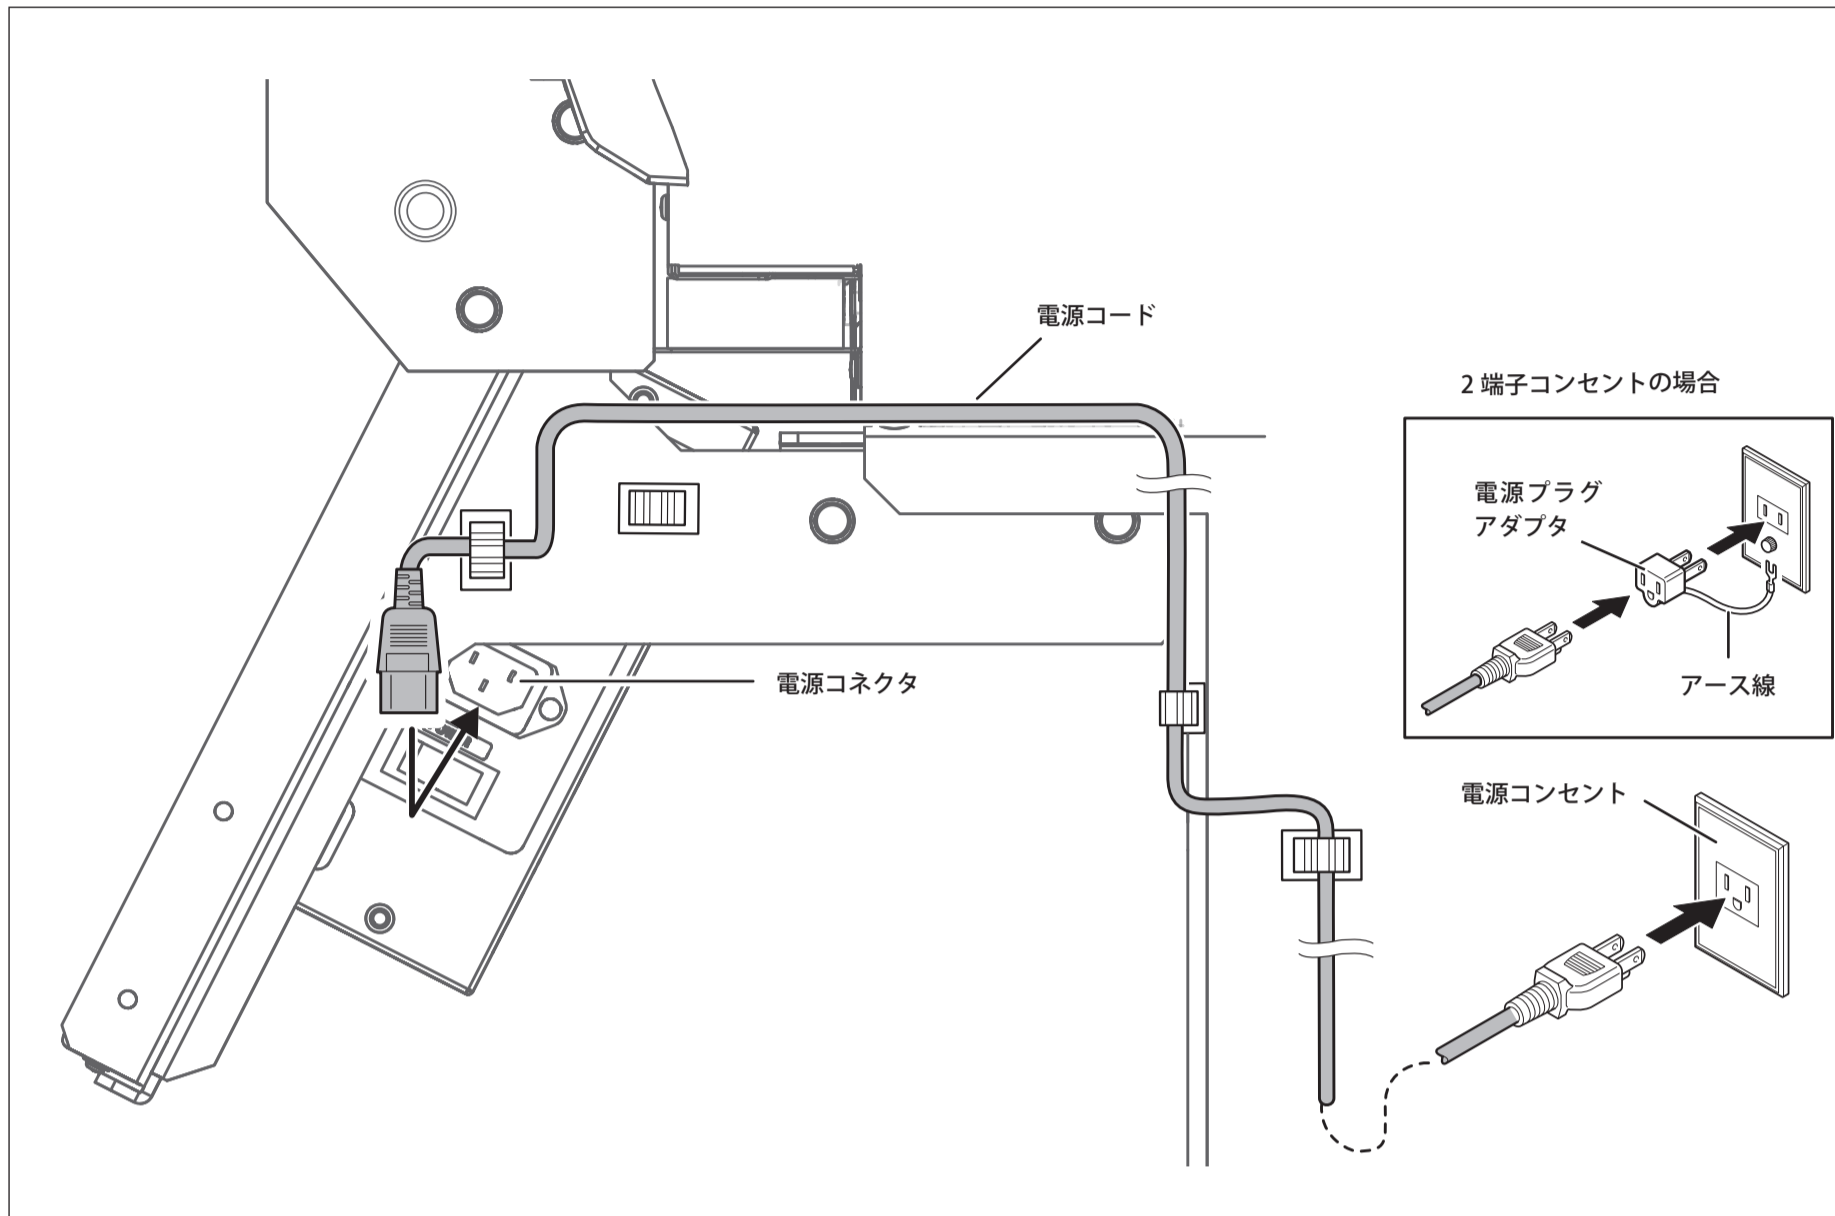 電源コード
2 端子コンセントの場合
電源プラグ
アダプタ
アース線
電源コネクタ
電源コンセント